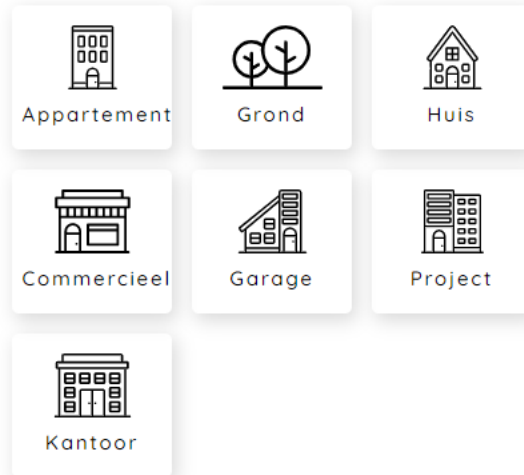 Appartement
Grond
Huis
Commercieel
Garage
Project
Kantoor